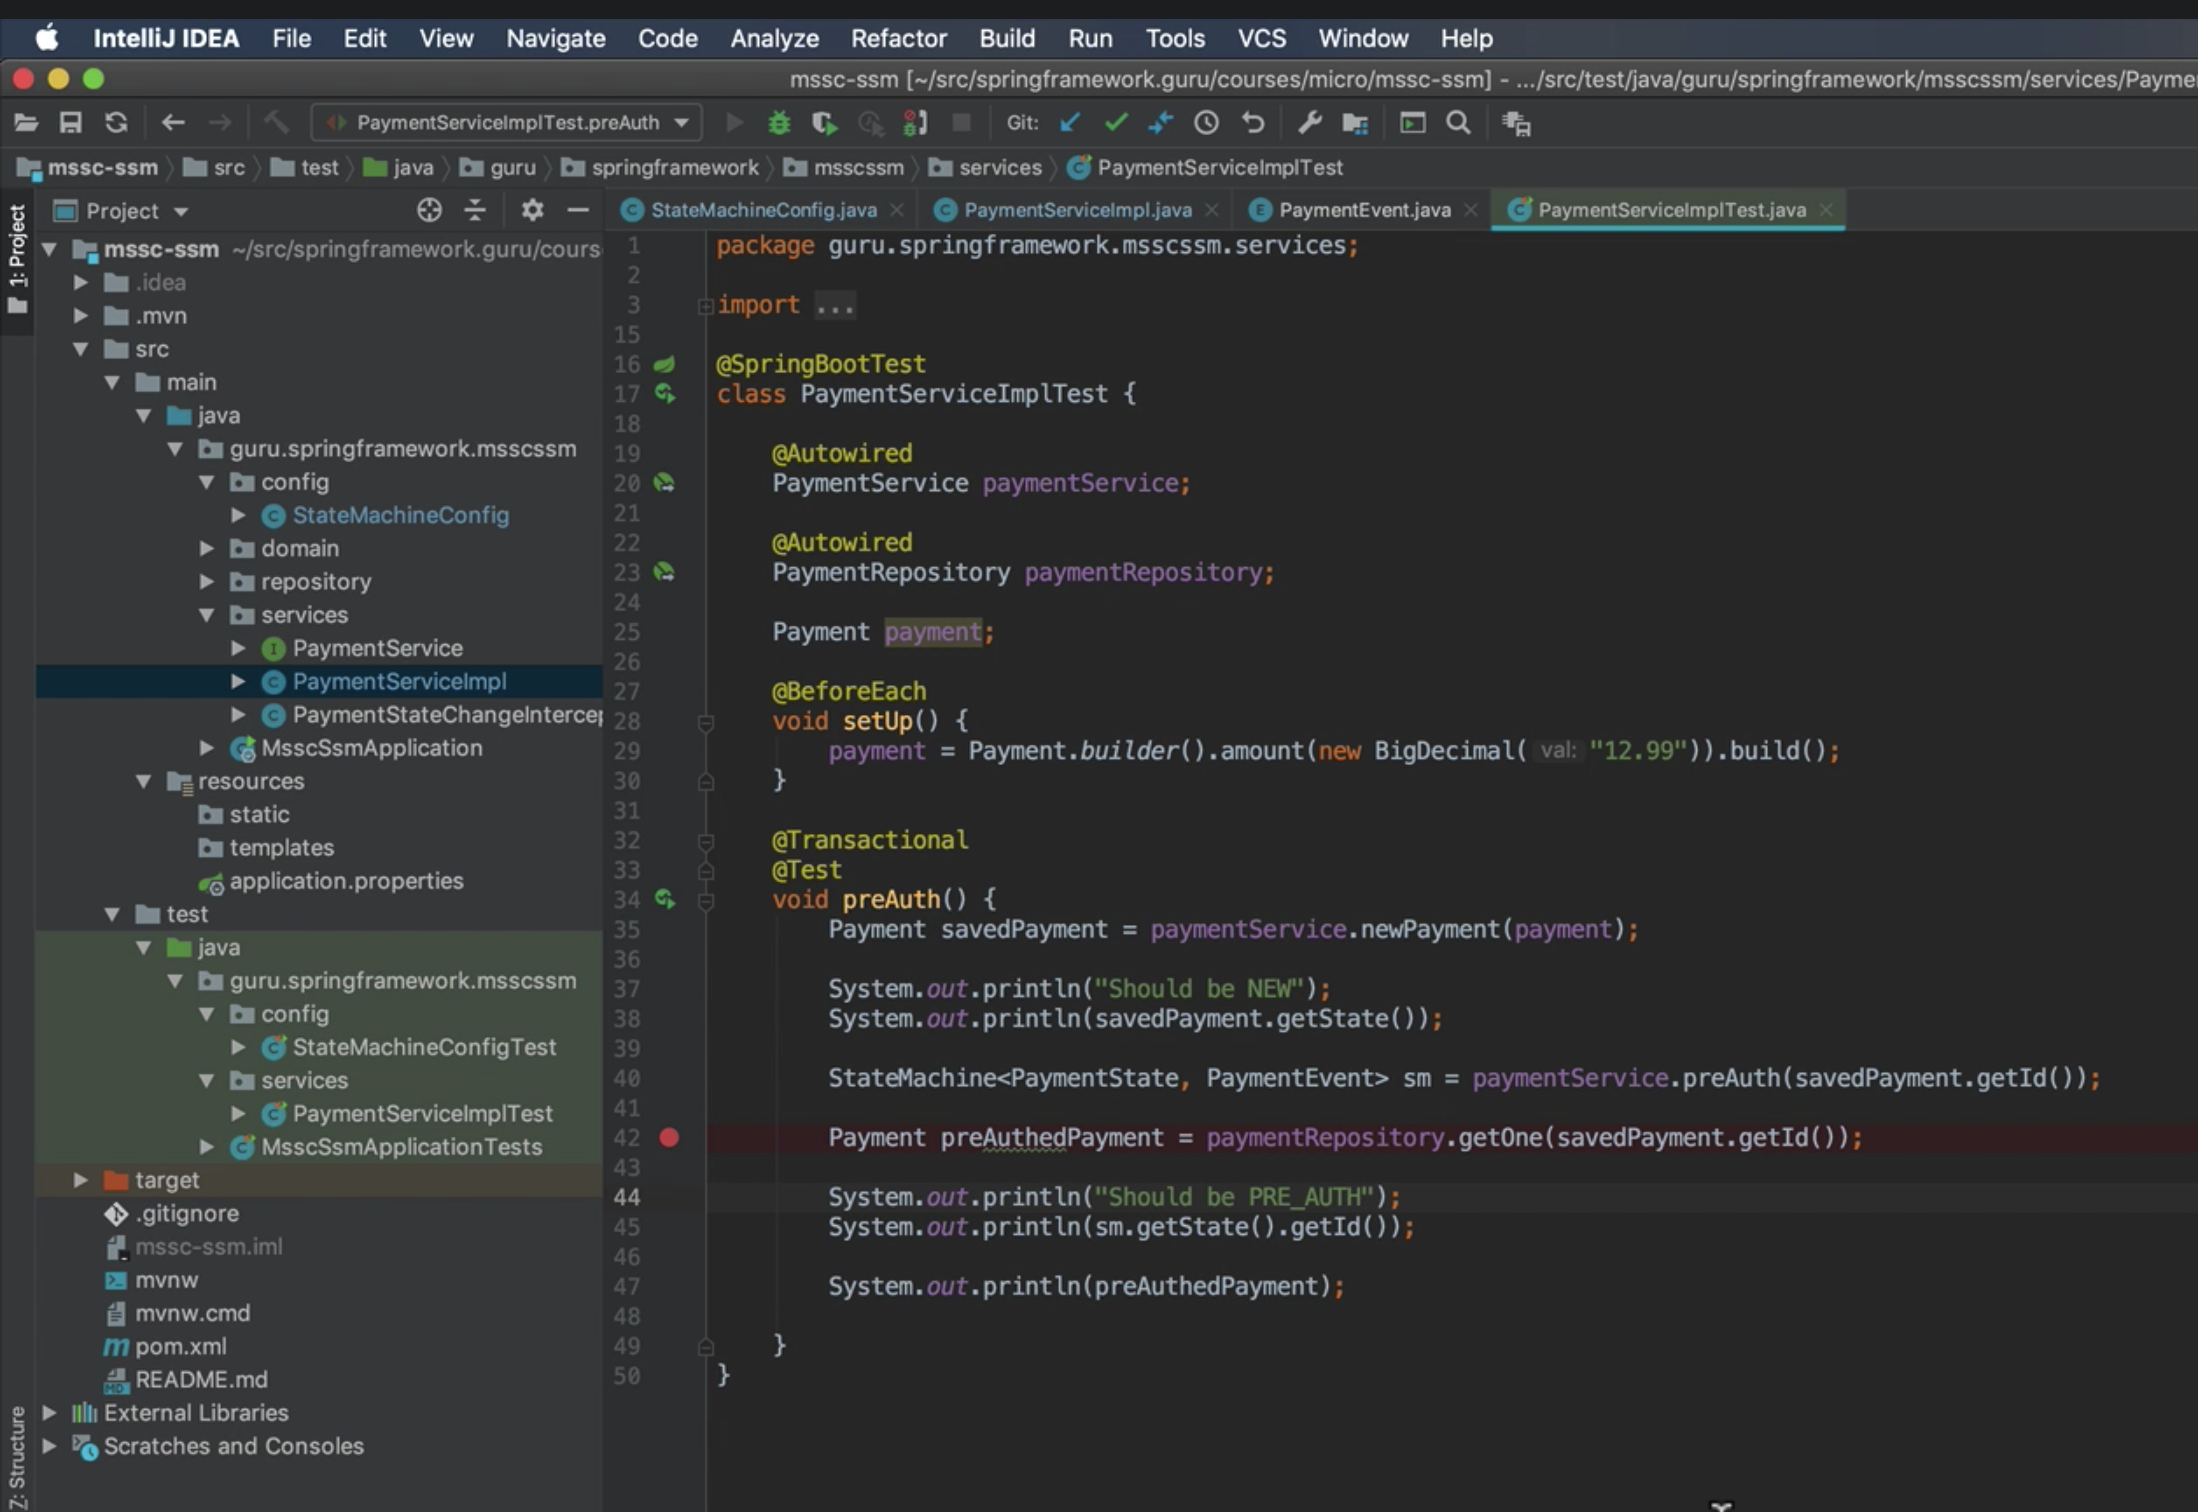 IntelliJ IDEA File Edit View Navigate Code Analyze Refactor Build Run Tools VCS Window Help
mssc-ssm [~/src/springframework.guru/courses/micro/mssc-ssm] - .../src/test/java/guru/springframework/msscssm/services/Payme
PaymentServiceImplTest.preAuth Git:
mssc-ssm src test java guru springframework msscssm services PaymentServiceImplTest
1: Project
Z: Structure
Project
mssc-ssm ~/src/springframework.guru/cours
.idea
.mvn
src
main
java
guru.springframework.msscssm
config
StateMachineConfig
domain
repository
services
PaymentService
PaymentServiceImpl
PaymentStateChangeIntercep
MsscSsmApplication
resources
static
templates
application.properties
test
java
guru.springframework.msscssm
config
StateMachineConfigTest
services
PaymentServiceImplTest
MsscSsmApplicationTests
target
.gitignore
mssc-ssm.iml
mvnw
mvnw.cmd
pom.xml
README.md
External Libraries
Scratches and Consoles
StateMachineConfig.java PaymentServiceImpl.java PaymentEvent.java PaymentServiceImplTest.java
1 package guru.springframework.msscssm.services;
2
3 import ...
15
16 @SpringBootTest
17 class PaymentServiceImplTest {
18
19 @Autowired
20 PaymentService paymentService;
21
22 @Autowired
23 PaymentRepository paymentRepository;
24
25 Payment payment;
26
27 @BeforeEach
28 void setUp() {
29 payment = Payment.builder().amount(new BigDecimal( val: "12.99")).build();
30 }
31
32 @Transactional
33 @Test
34 void preAuth() {
35 Payment savedPayment = paymentService.newPayment(payment);
36
37 System.out.println("Should be NEW");
38 System.out.println(savedPayment.getState());
39
40 StateMachine<PaymentState, PaymentEvent> sm = paymentService.preAuth(savedPayment.getId());
41
42 Payment preAuthedPayment = paymentRepository.getOne(savedPayment.getId());
43
44 System.out.println("Should be PRE_AUTH");
45 System.out.println(sm.getState().getId());
46
47 System.out.println(preAuthedPayment);
48
49 }
50 }